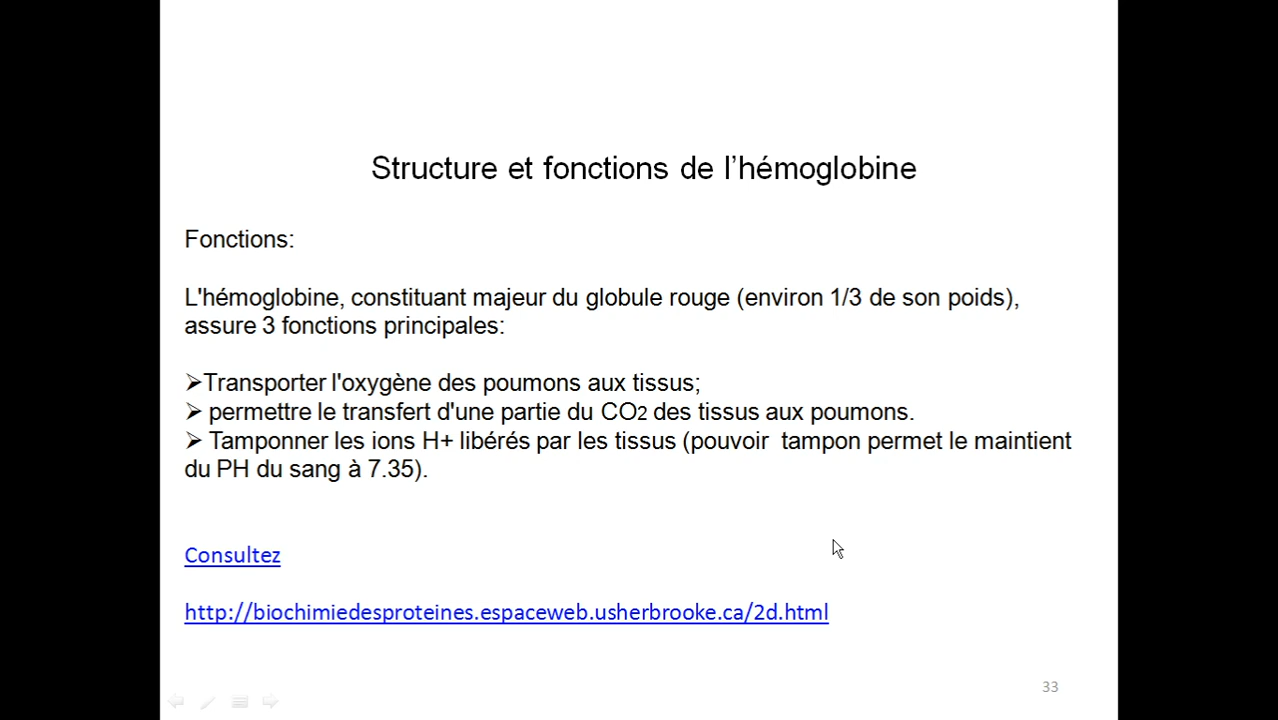 Structure et fonctions de l’hémoglobine
Fonctions:
L'hémoglobine, constituant majeur du globule rouge (environ 1/3 de son poids),
assure 3 fonctions principales:
➢Transporter l'oxygène des poumons aux tissus;
➢ permettre le transfert d'une partie du CO2 des tissus aux poumons.
➢ Tamponner les ions H+ libérés par les tissus (pouvoir  tampon permet le maintient
du PH du sang à 7.35).
Consultez
http://biochimiedesproteines.espaceweb.usherbrooke.ca/2d.html
33